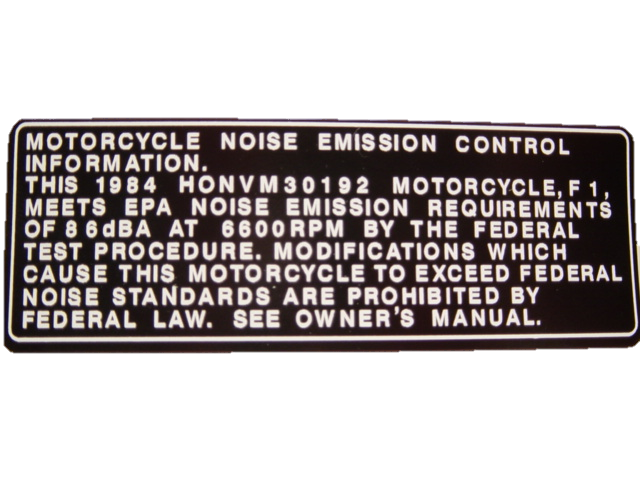 MOTORCYCLE NOISE EMISSION CONTROL
INFORMATION.
THIS 1984 HONVM30192 MOTORCYCLE, F1,
MEETS EPA NOISE EMISSION REQUIREMENTS
OF 86dBA AT 6600RPM BY THE FEDERAL
TEST PROCEDURE. MODIFICATIONS WHICH
CAUSE THIS MOTORCYCLE TO EXCEED FEDERAL
NOISE STANDARDS ARE PROHIBITED BY
FEDERAL LAW. SEE OWNER'S MANUAL.